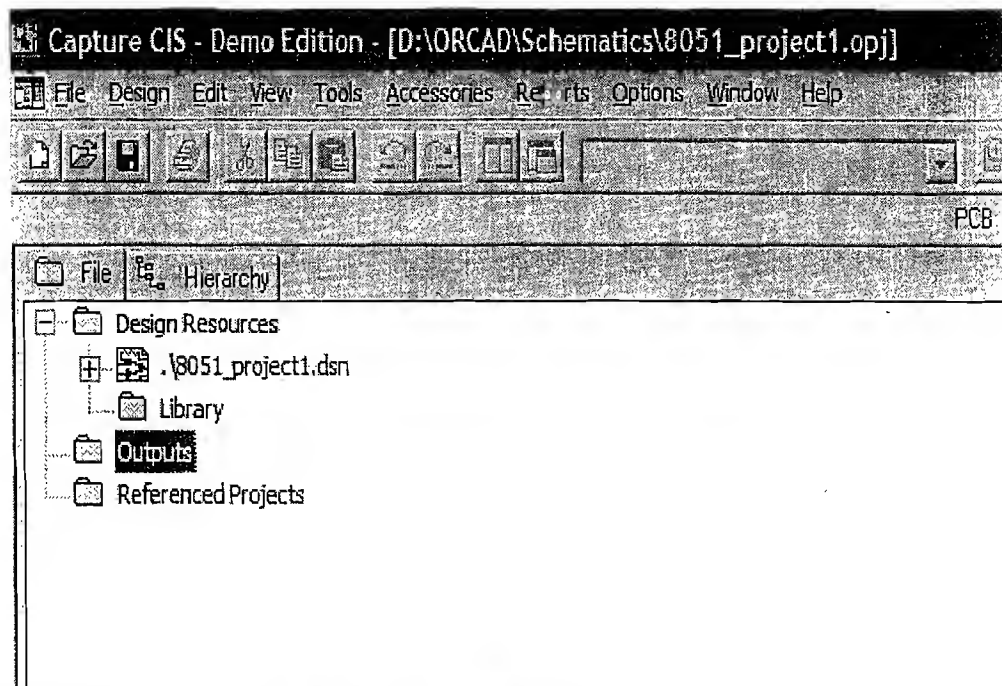 Capture CIS - Demo Edition - [D:\ORCAD\Schematics\8051_project1.opj]
File Design Edit View Tools Accessories Options Window Help
PCB
File Hierarchy
Design Resources
.\8051_project1.dsn
Library
Outputs
Referenced Projects